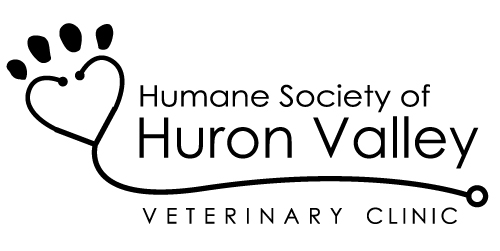 Humane Society of
Huron Valley
VETERINARY CLINIC